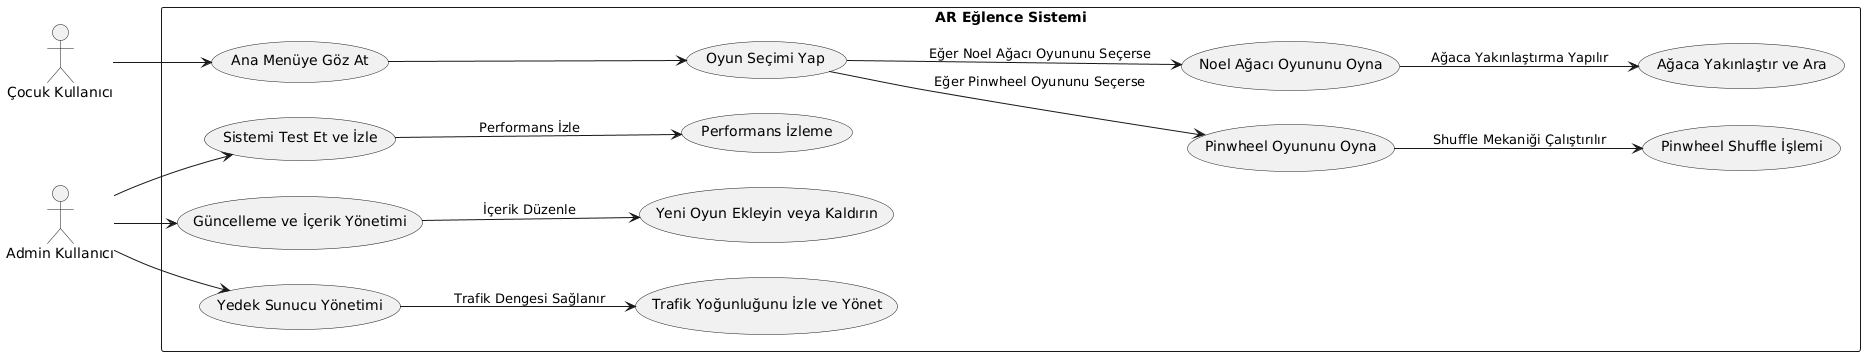 AR Eğlence Sistemi
Çocuk Kullanıcı
Ana Menüye Göz At
Oyun Seçimi Yap
Eğer Noel Ağacı Oyununu Seçerse
Noel Ağacı Oyununu Oyna
Ağaca Yakınlaştırma Yapılır
Ağaca Yakınlaştır ve Ara
Eğer Pinwheel Oyununu Seçerse
Pinwheel Oyununu Oyna
Shuffle Mekaniği Çalıştırılır
Pinwheel Shuffle İşlemi
Admin Kullanıcı
Sistemi Test Et ve İzle
Performans İzle
Performans İzleme
Güncelleme ve İçerik Yönetimi
İçerik Düzenle
Yeni Oyun Ekleyin veya Kaldırın
Yedek Sunucu Yönetimi
Trafik Dengesi Sağlanır
Trafik Yoğunluğunu İzle ve Yönet